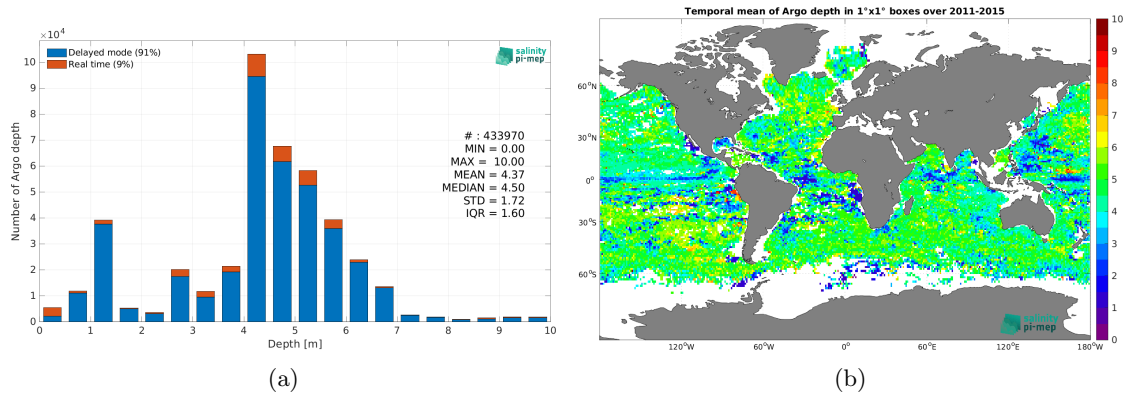 ×10⁴
Delayed mode (91%)
Real time (9%)
salinity
pi-mep
# : 433970
MIN = 0.00
MAX = 10.00
MEAN = 4.37
MEDIAN = 4.50
STD = 1.72
IQR = 1.60
Number of Argo depth
10
9
8
7
6
5
4
3
2
1
0
0 1 2 3 4 5 6 7 8 9 10
Depth [m]
(a)
Temporal mean of Argo depth in 1°x1° boxes over 2011-2015
60°N
30°N
0°
30°S
60°S
120°W 60°W 0° 60°E 120°E 180°W
salinity
pi-mep
10
9
8
7
6
5
4
3
2
1
0
(b)